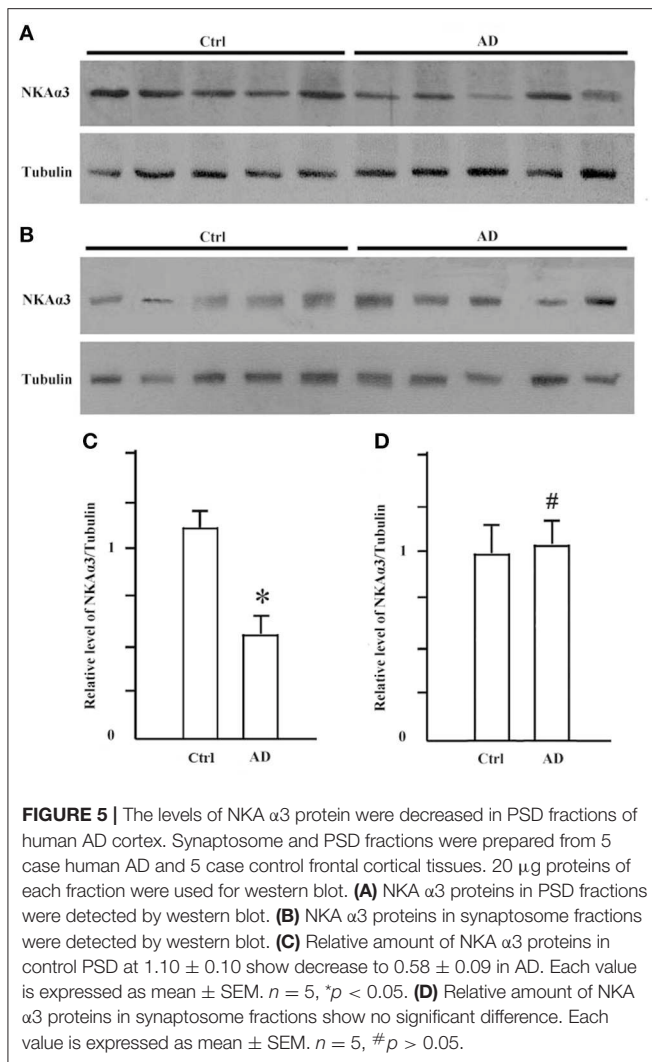 A
Ctrl AD
NKAα3
Tubulin
B
Ctrl AD
NKAα3
Tubulin
C
Relative level of NKAα3/Tubulin
1
*
0
Ctrl AD
D
Relative level of NKAα3/Tubulin
1
#
0
Ctrl AD
FIGURE 5 | The levels of NKA α3 protein were decreased in PSD fractions of
human AD cortex. Synaptosome and PSD fractions were prepared from 5
case human AD and 5 case control frontal cortical tissues. 20 μg proteins of
each fraction were used for western blot. (A) NKA α3 proteins in PSD fractions
were detected by western blot. (B) NKA α3 proteins in synaptosome fractions
were detected by western blot. (C) Relative amount of NKA α3 proteins in
control PSD at 1.10 ± 0.10 show decrease to 0.58 ± 0.09 in AD. Each value
is expressed as mean ± SEM. n = 5, *p < 0.05. (D) Relative amount of NKA
α3 proteins in synaptosome fractions show no significant difference. Each
value is expressed as mean ± SEM. n = 5, #p > 0.05.